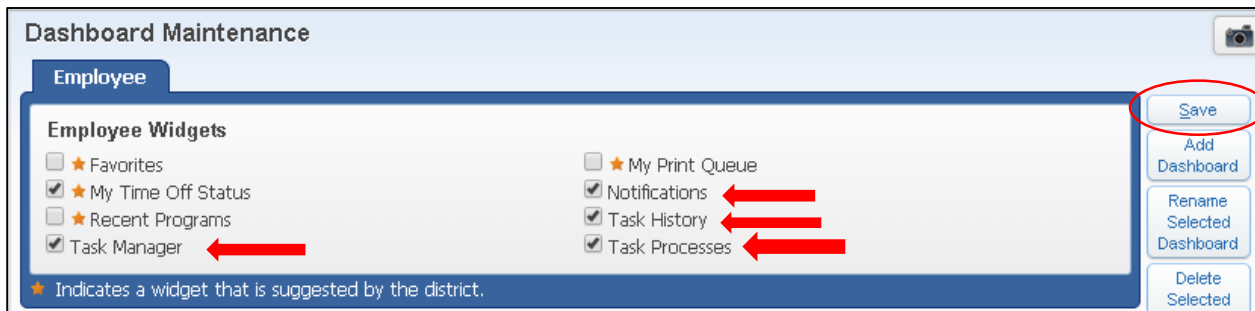 Dashboard Maintenance
Employee
Employee Widgets
Favorites
My Time Off Status
Recent Programs
Task Manager
My Print Queue
Notifications
Task History
Task Processes
Indicates a widget that is suggested by the district.
Save
Add
Dashboard
Rename
Selected
Dashboard
Delete
Selected